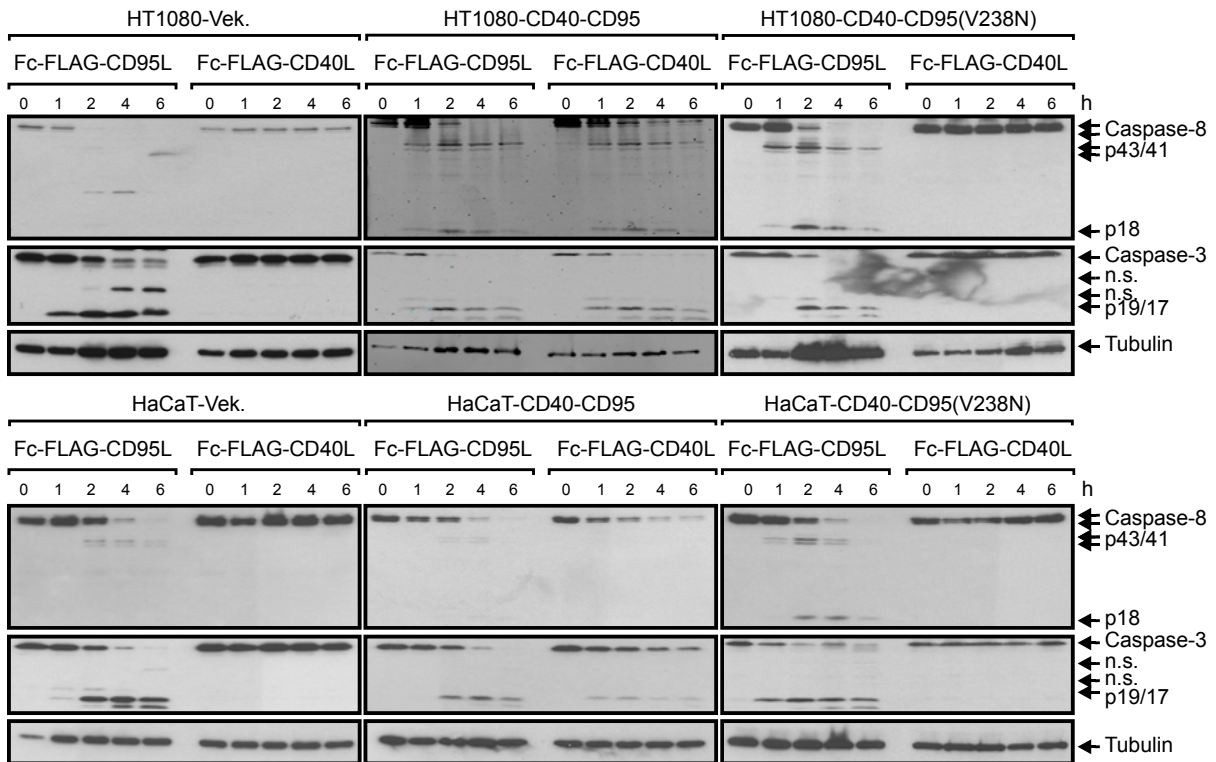 HT1080-Vek. HT1080-CD40-CD95 HT1080-CD40-CD95(V238N)
Fc-FLAG-CD95L Fc-FLAG-CD40L Fc-FLAG-CD95L Fc-FLAG-CD40L Fc-FLAG-CD95L Fc-FLAG-CD40L
0 1 2 4 6 0 1 2 4 6 0 1 2 4 6 0 1 2 4 6 0 1 2 4 6 0 1 2 4 6 h
Caspase-8
p43/41
p18
Caspase-3
n.s.
n.s.
p19/17
Tubulin
HaCaT-Vek. HaCaT-CD40-CD95 HaCaT-CD40-CD95(V238N)
Fc-FLAG-CD95L Fc-FLAG-CD40L Fc-FLAG-CD95L Fc-FLAG-CD40L Fc-FLAG-CD95L Fc-FLAG-CD40L
0 1 2 4 6 0 1 2 4 6 0 1 2 4 6 0 1 2 4 6 0 1 2 4 6 0 1 2 4 6 h
Caspase-8
p43/41
p18
Caspase-3
n.s.
n.s.
p19/17
Tubulin